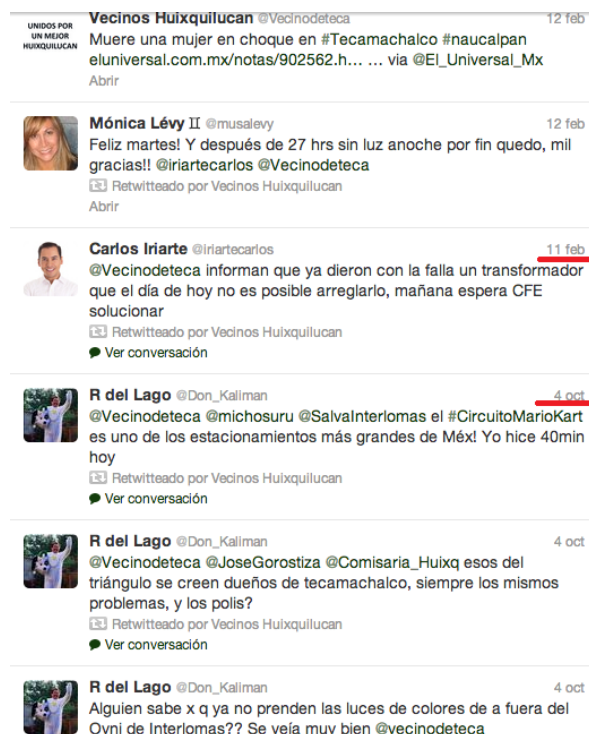 UNIDOS POR
UN MEJOR
HUIXQUILUCAN
Vecinos Huixquilucan @Vecinodeteca 12 feb
Muere una mujer en choque en #Tecamachalco #naucalpan
eluniversal.com.mx/notas/902562.h... ... via @El_Universal_Mx
Abrir
Mónica Lévy ♊ @musalevy 12 feb
Feliz martes! Y después de 27 hrs sin luz anoche por fin quedo, mil
gracias!! @iriartecarlos @Vecinodeteca
Retwitteado por Vecinos Huixquilucan
Abrir
Carlos Iriarte @iriartecarlos 11 feb
@Vecinodeteca informan que ya dieron con la falla un transformador
que el día de hoy no es posible arreglarlo, mañana espera CFE
solucionar
Retwitteado por Vecinos Huixquilucan
Ver conversación
R del Lago @Don_Kaliman 4 oct
@Vecinodeteca @michosuru @SalvaInterlomas el #CircuitoMarioKart
es uno de los estacionamientos más grandes de Méx! Yo hice 40min
hoy
Retwitteado por Vecinos Huixquilucan
Ver conversación
R del Lago @Don_Kaliman 4 oct
@Vecinodeteca @JoseGorostiza @Comisaria_Huixq esos del
triángulo se creen dueños de tecamachalco, siempre los mismos
problemas, y los polis?
Retwitteado por Vecinos Huixquilucan
Ver conversación
R del Lago @Don_Kaliman 4 oct
Alguien sabe x q ya no prenden las luces de colores de a fuera del
Ovni de Interlomas?? Se veía muy bien @vecinodeteca